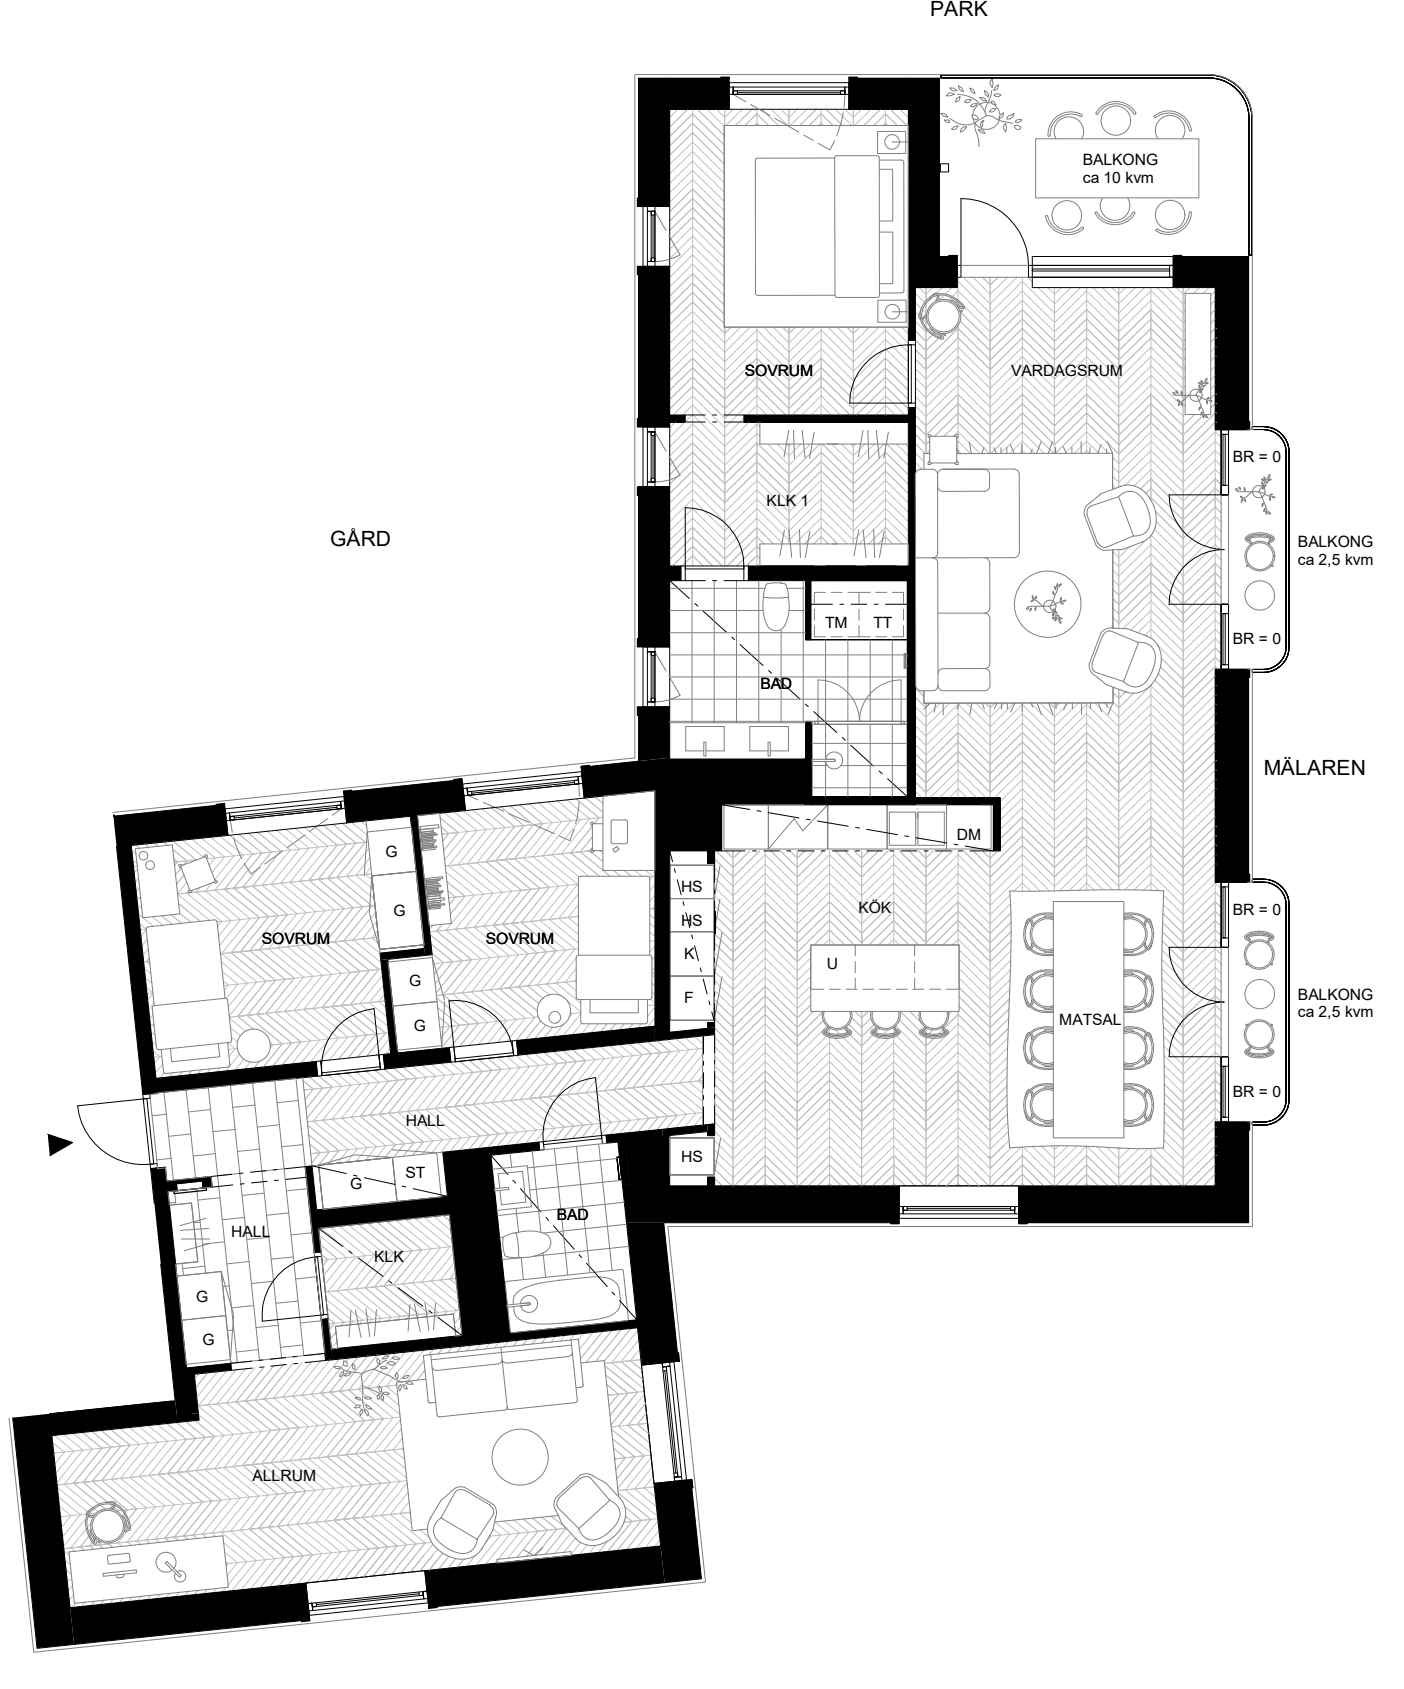 PARK
BALKONG
ca 10 kvm
SOVRUM
VARDAGSRUM
BR = 0
KLK 1
GÅRD
BALKONG
ca 2,5 kvm
TM
TT
BR = 0
BAD
MÄLAREN
DM
G
HS
G
HS
KÖK
BR = 0
SOVRUM
SOVRUM
K
U
G
F
BALKONG
ca 2,5 kvm
G
MATSAL
BR = 0
HALL
HS
G
ST
BAD
HALL
KLK
G
G
ALLRUM